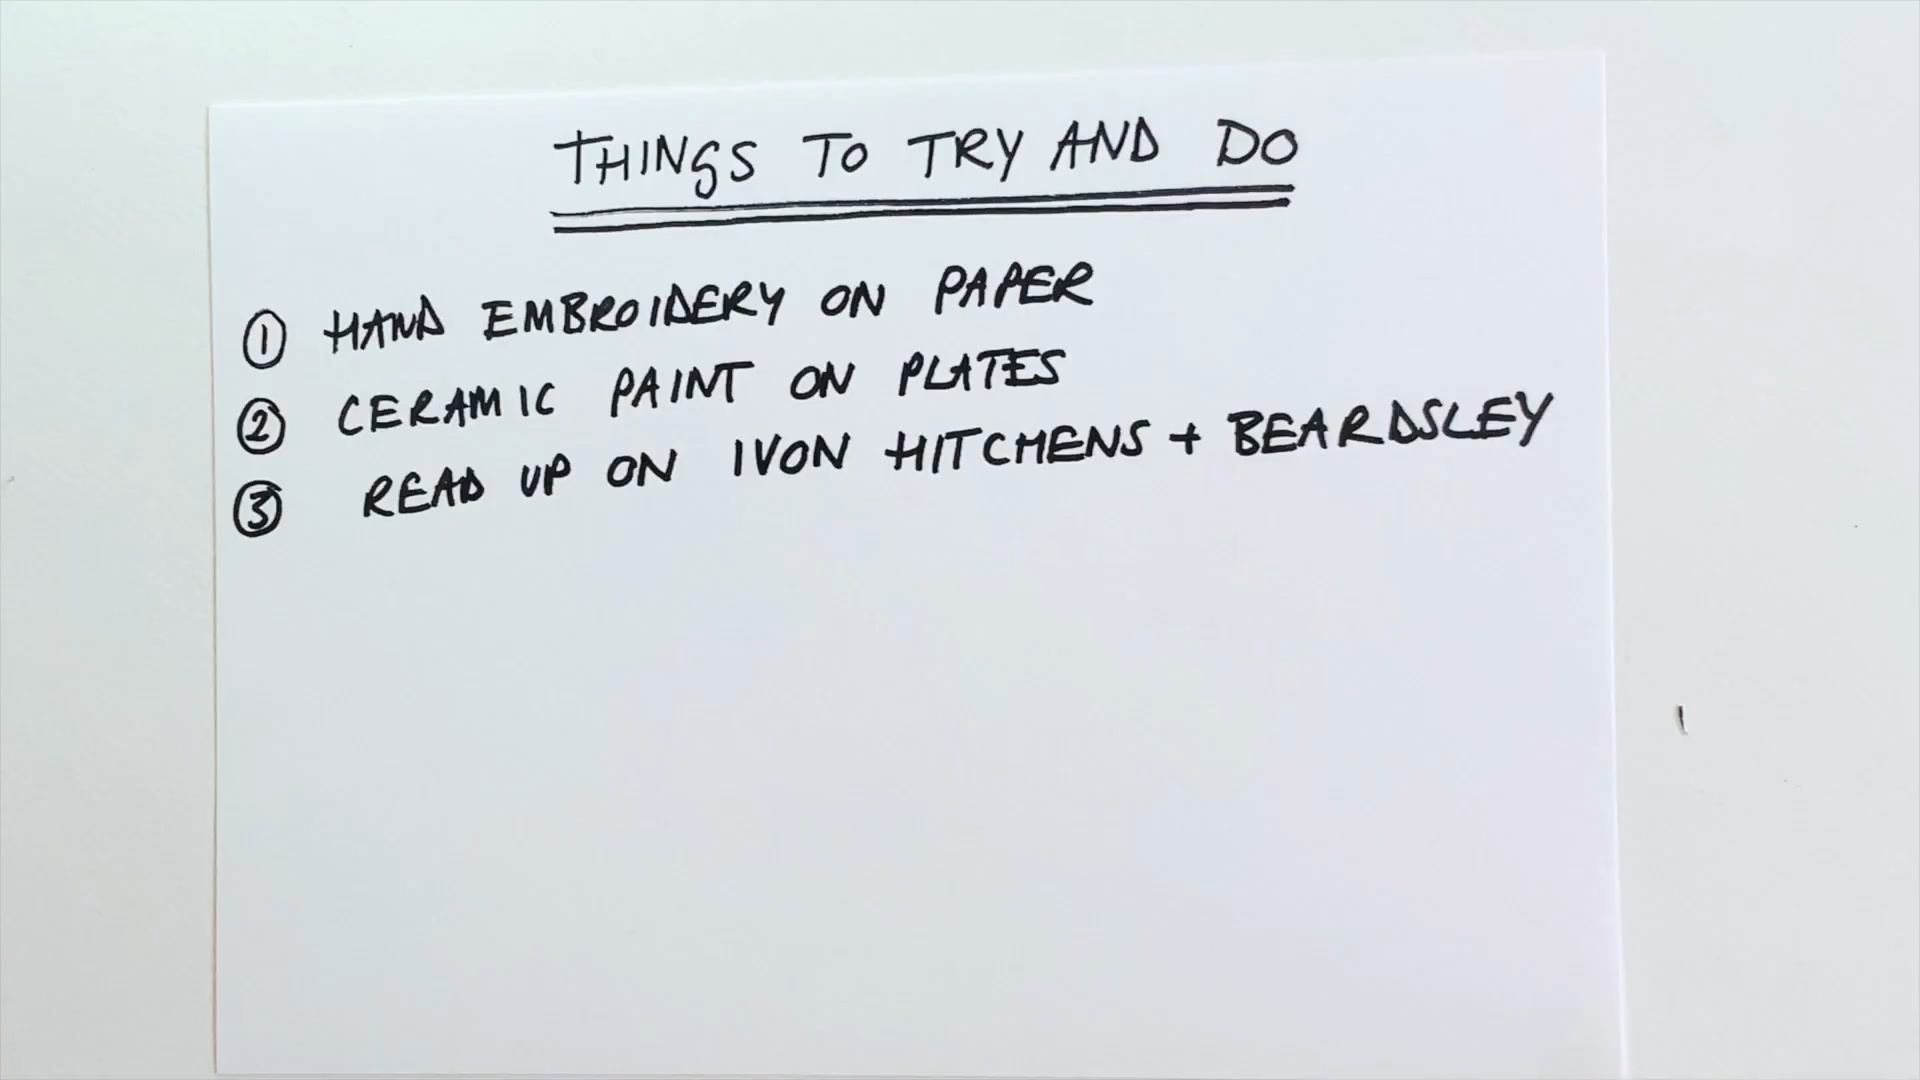 THINGS TO TRY AND DO
① HAND EMBROIDERY ON PAPER
② CERAMIC PAINT ON PLATES
③ READ UP ON IVON HITCHENS + BEARDSLEY